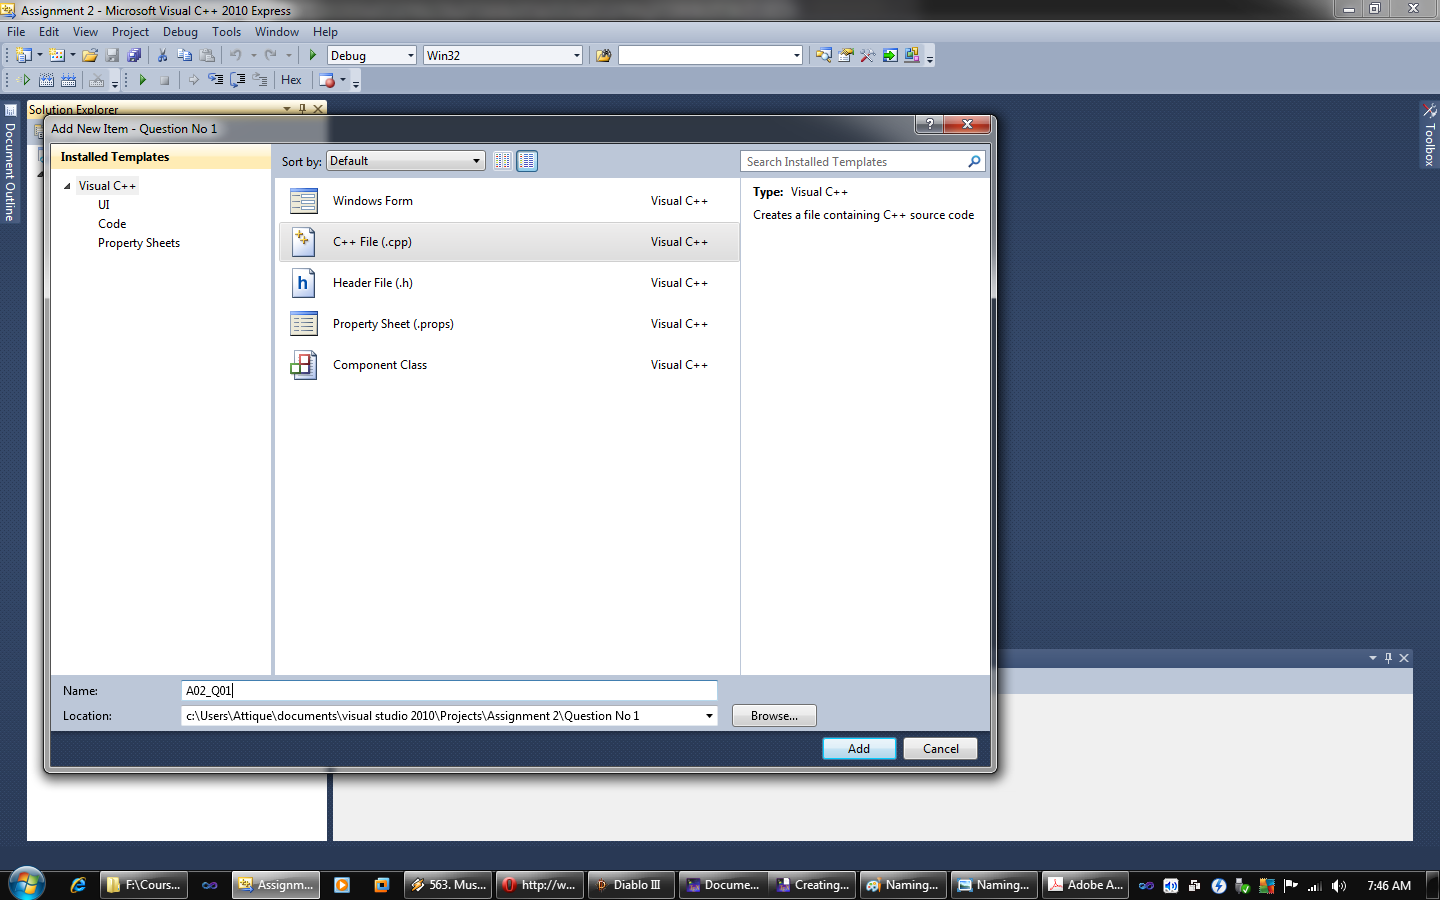 Assignment 2 - Microsoft Visual C++ 2010 Express
File Edit View Project Debug Tools Window Help
Debug Win32
Hex
Solution Explorer
Document Outline
Toolbox
Add New Item - Question No 1
?
Installed Templates
Sort by: Default
Search Installed Templates
Visual C++
UI
Code
Property Sheets
Windows Form Visual C++
C++ File (.cpp) Visual C++
Header File (.h) Visual C++
Property Sheet (.props) Visual C++
Component Class Visual C++
Type: Visual C++
Creates a file containing C++ source code
Name: A02_Q01
Location: c:\Users\Attique\documents\visual studio 2010\Projects\Assignment 2\Question No 1
Browse...
Add Cancel
F:\Cours... Assignm... 563. Mus... http://w... Diablo III Docume... Creating... Naming... Naming... Adobe A... 7:46 AM